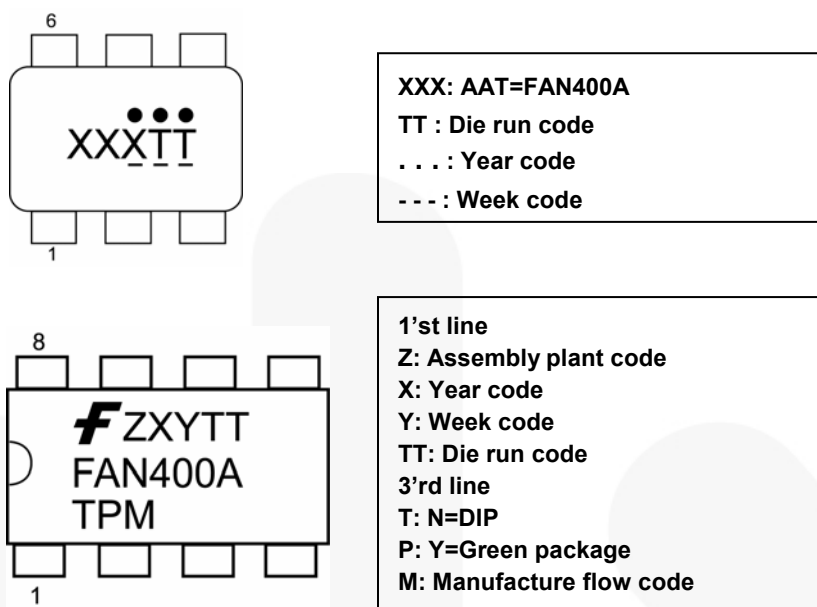 6
XXXTT
1
XXX: AAT=FAN400A
TT : Die run code
. . . : Year code
- - - : Week code
8
ZXYTT
FAN400A
TPM
1
1'st line
Z: Assembly plant code
X: Year code
Y: Week code
TT: Die run code
3'rd line
T: N=DIP
P: Y=Green package
M: Manufacture flow code